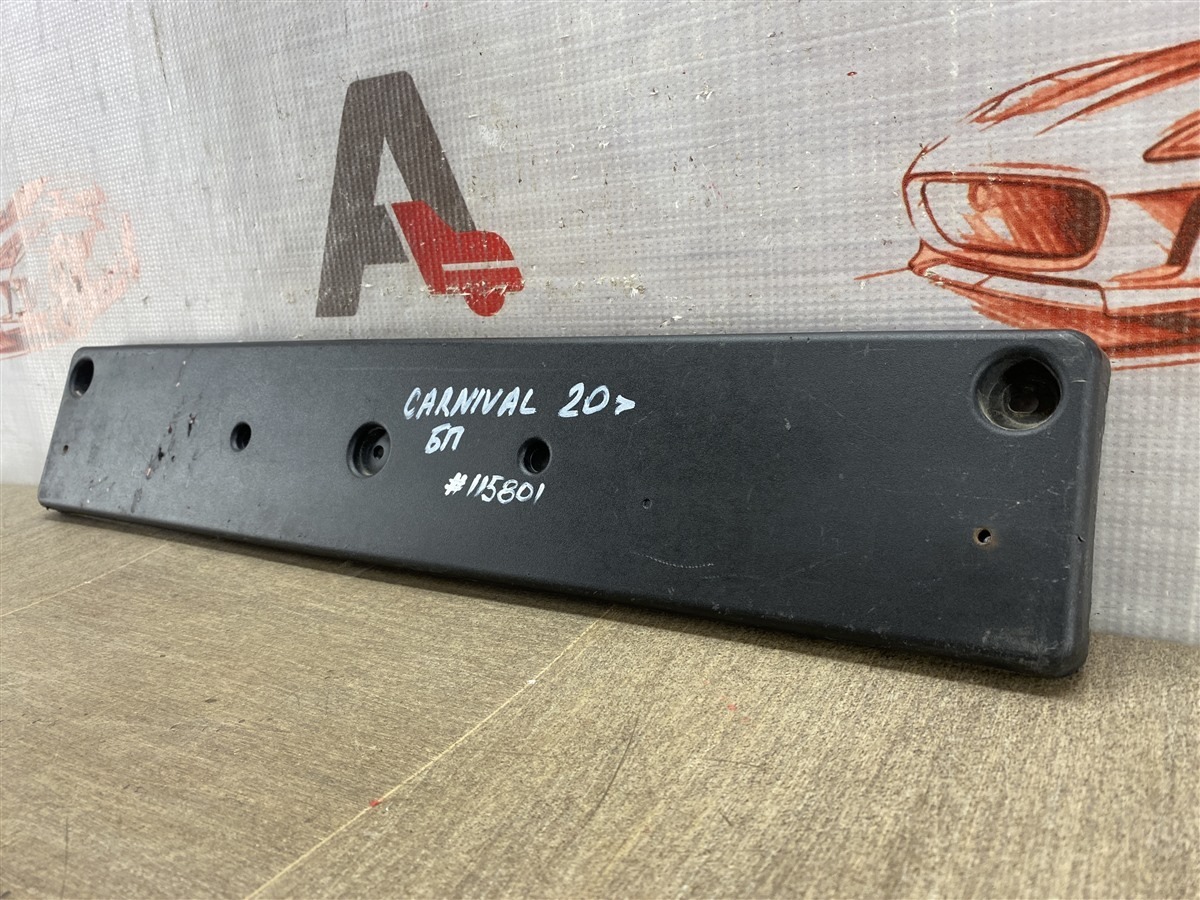 A
CARNIVAL 20>
БП
#115801